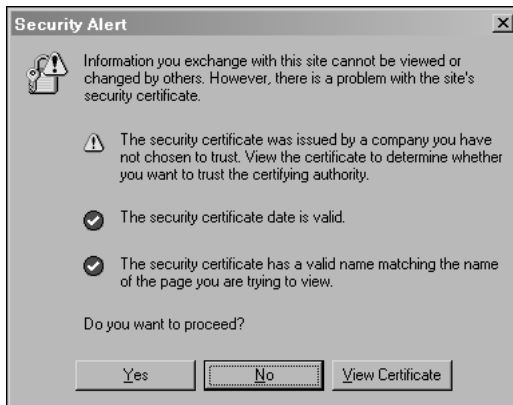 Security Alert
Information you exchange with this site cannot be viewed or
changed by others. However, there is a problem with the site's
security certificate.
The security certificate was issued by a company you have
not chosen to trust. View the certificate to determine whether
you want to trust the certifying authority.
The security certificate date is valid.
The security certificate has a valid name matching the name
of the page you are trying to view.
Do you want to proceed?
Yes No View Certificate